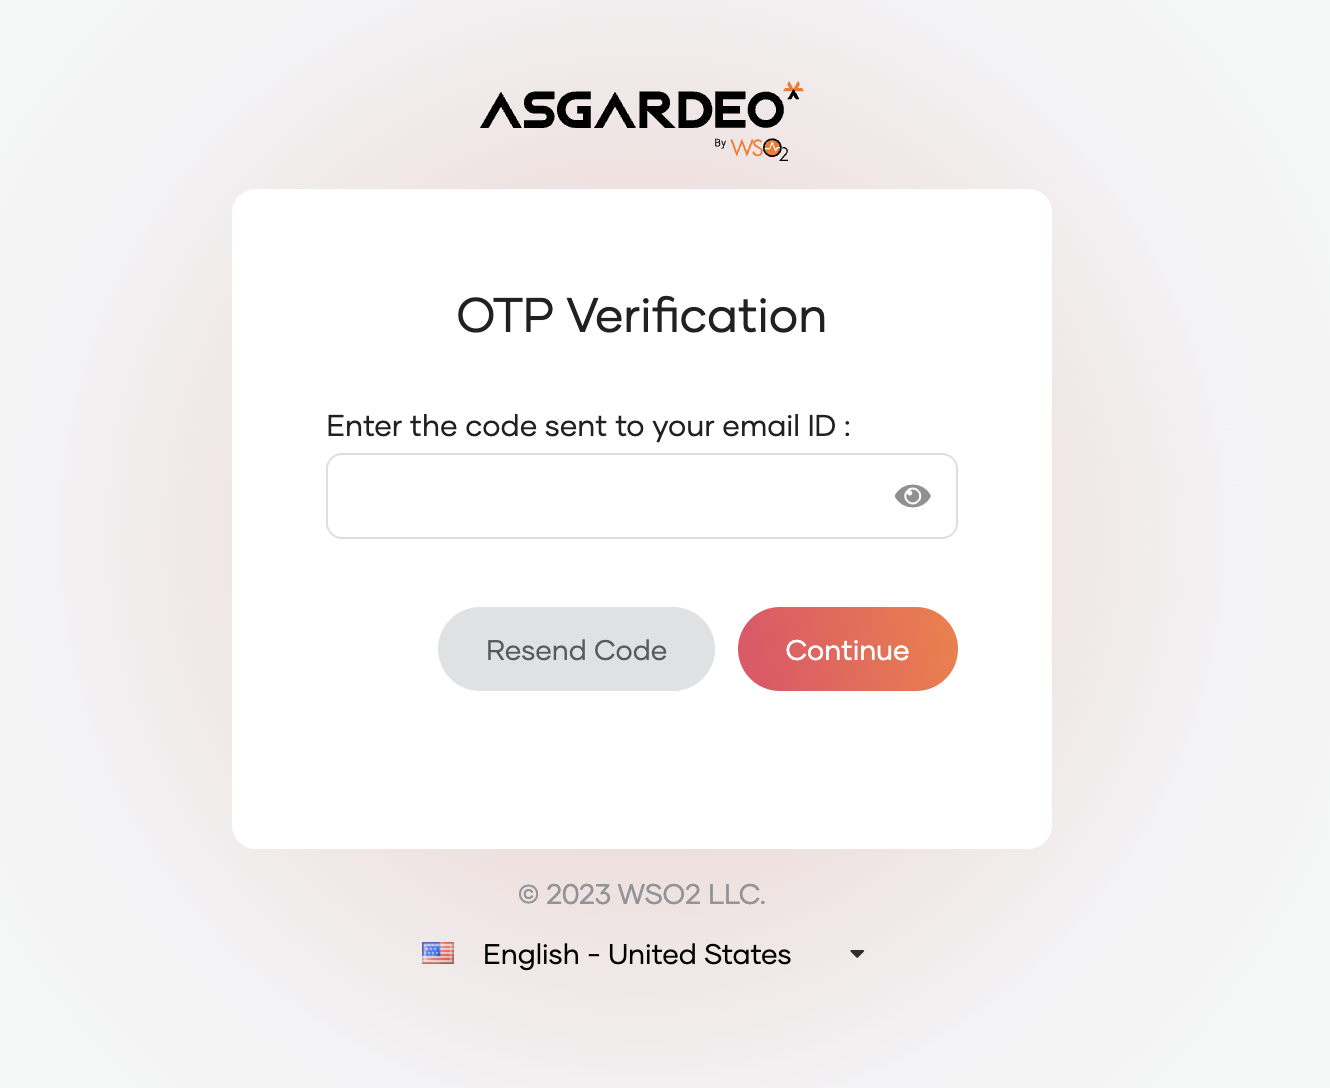 ASGARDEO
By WSO2
OTP Verification
Enter the code sent to your email ID :
Resend Code Continue
© 2023 WSO2 LLC.
English - United States